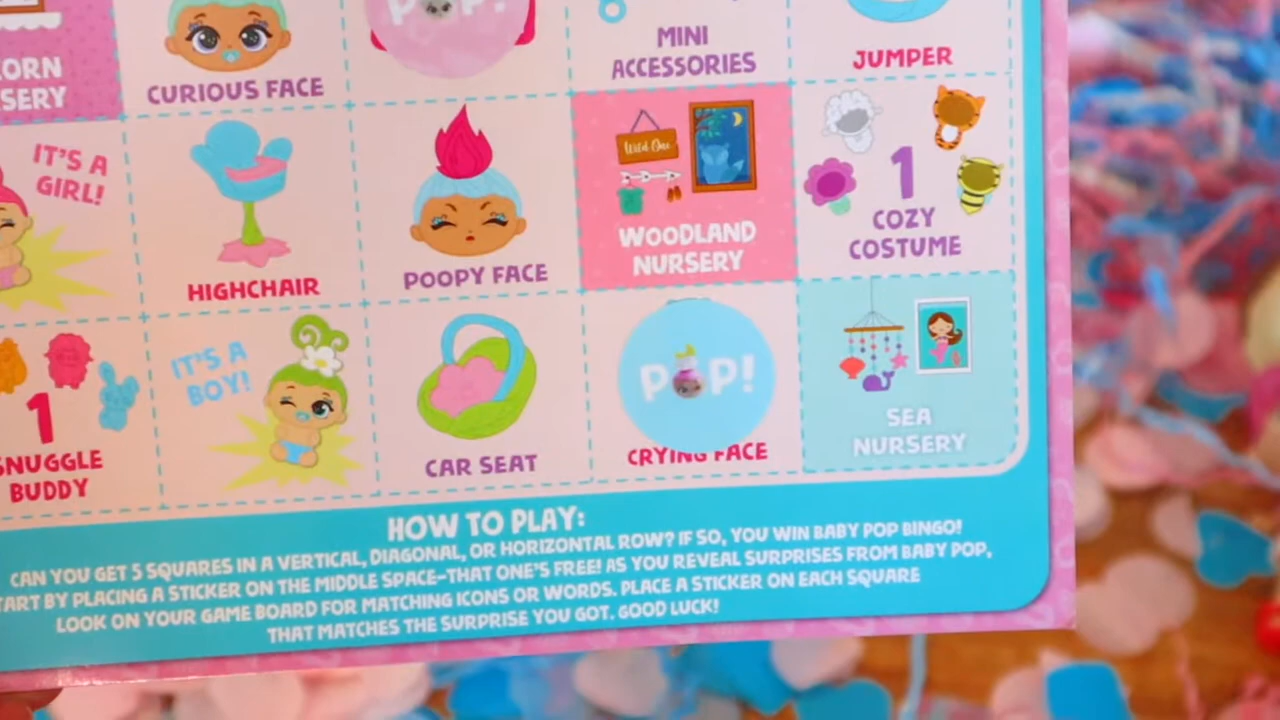 POP!
MINI
ACCESSORIES
JUMPER
CURIOUS FACE
IT'S A
GIRL!
HIGHCHAIR
POOPY FACE
Wild One
WOODLAND
NURSERY
1
COZY
COSTUME
1
SNUGGLE
BUDDY
IT'S A
BOY!
CAR SEAT
POP!
CRYING FACE
SEA
NURSERY
HOW TO PLAY:
CAN YOU GET 5 SQUARES IN A VERTICAL, DIAGONAL, OR HORIZONTAL ROW? IF SO, YOU WIN BABY POP BINGO!
BY PLACING A STICKER ON THE MIDDLE SPACE-THAT ONE'S FREE! AS YOU REVEAL SURPRISES FROM BABY POP,
LOOK ON YOUR GAME BOARD FOR MATCHING ICONS OR WORDS. PLACE A STICKER ON EACH SQUARE
THAT MATCHES THE SURPRISE YOU GOT. GOOD LUCK!